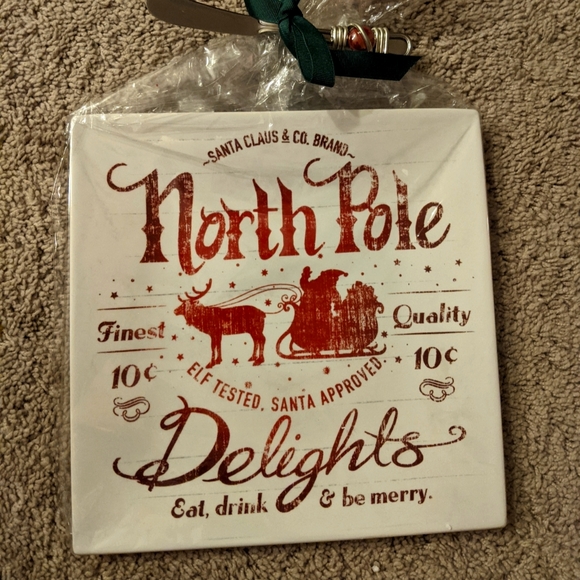 ~SANTA CLAUS & CO. BRAND~
North Pole
Finest
Quality
10¢
10¢
ELF TESTED, SANTA APPROVED
Delights
Eat, drink & be merry.